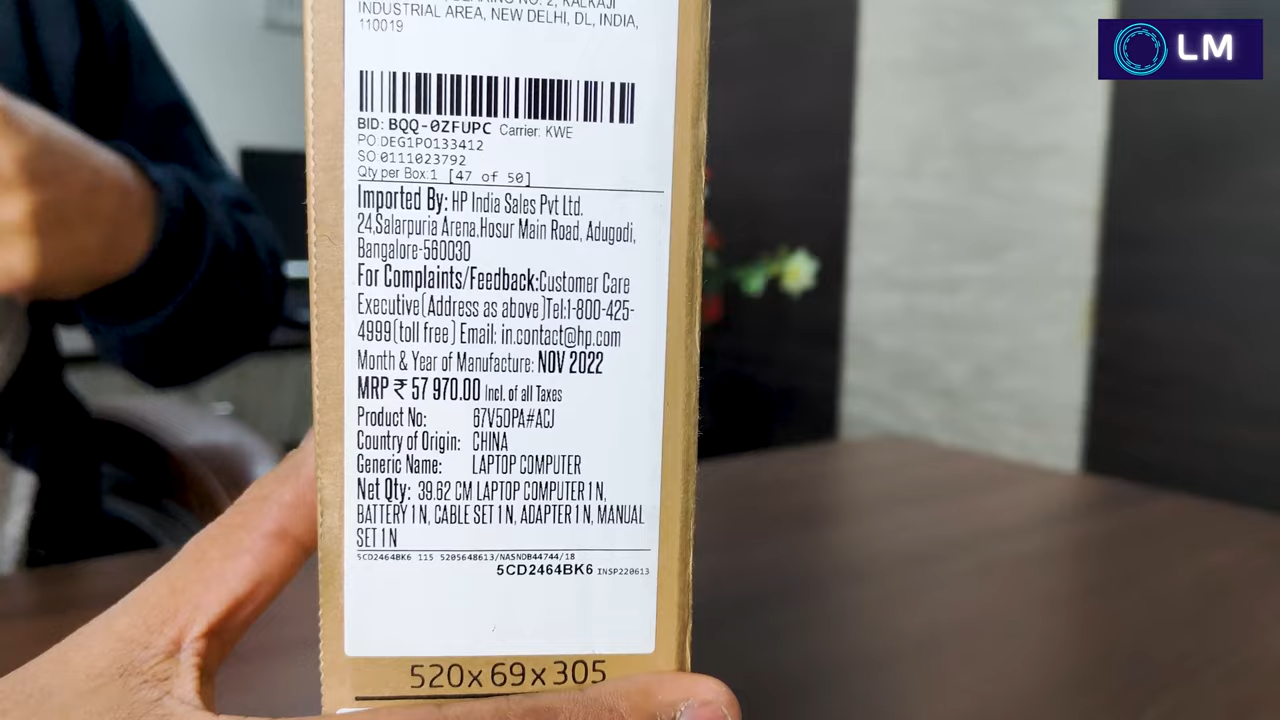 NO. 2, KALKAJI
INDUSTRIAL AREA, NEW DELHI, DL, INDIA,
110019
LM
BID: BQQ-0ZFUPC Carrier: KWE
PO:DEG1PO133412
SO:0111023792
Qty per Box:1 [47 of 50]
Imported By: HP India Sales Pvt Ltd.
24,Salarpuria Arena.Hosur Main Road, Adugodi,
Bangalore-560030
For Complaints/Feedback:Customer Care
Executive(Address as above)Tel:1-800-425-
4999(toll free) Email: in.contact@hp.com
Month & Year of Manufacture: NOV 2022
MRP ₹ 57 970.00 Incl. of all Taxes
Product No: 67V50PA#ACJ
Country of Origin: CHINA
Generic Name: LAPTOP COMPUTER
Net Qty: 39.62 CM LAPTOP COMPUTER 1 N,
BATTERY 1 N, CABLE SET 1 N, ADAPTER 1 N, MANUAL
SET 1 N
5CD2464BK6 115 5205648613/NASNDB44744/18
5CD2464BK6 INSP220613
520x69x305